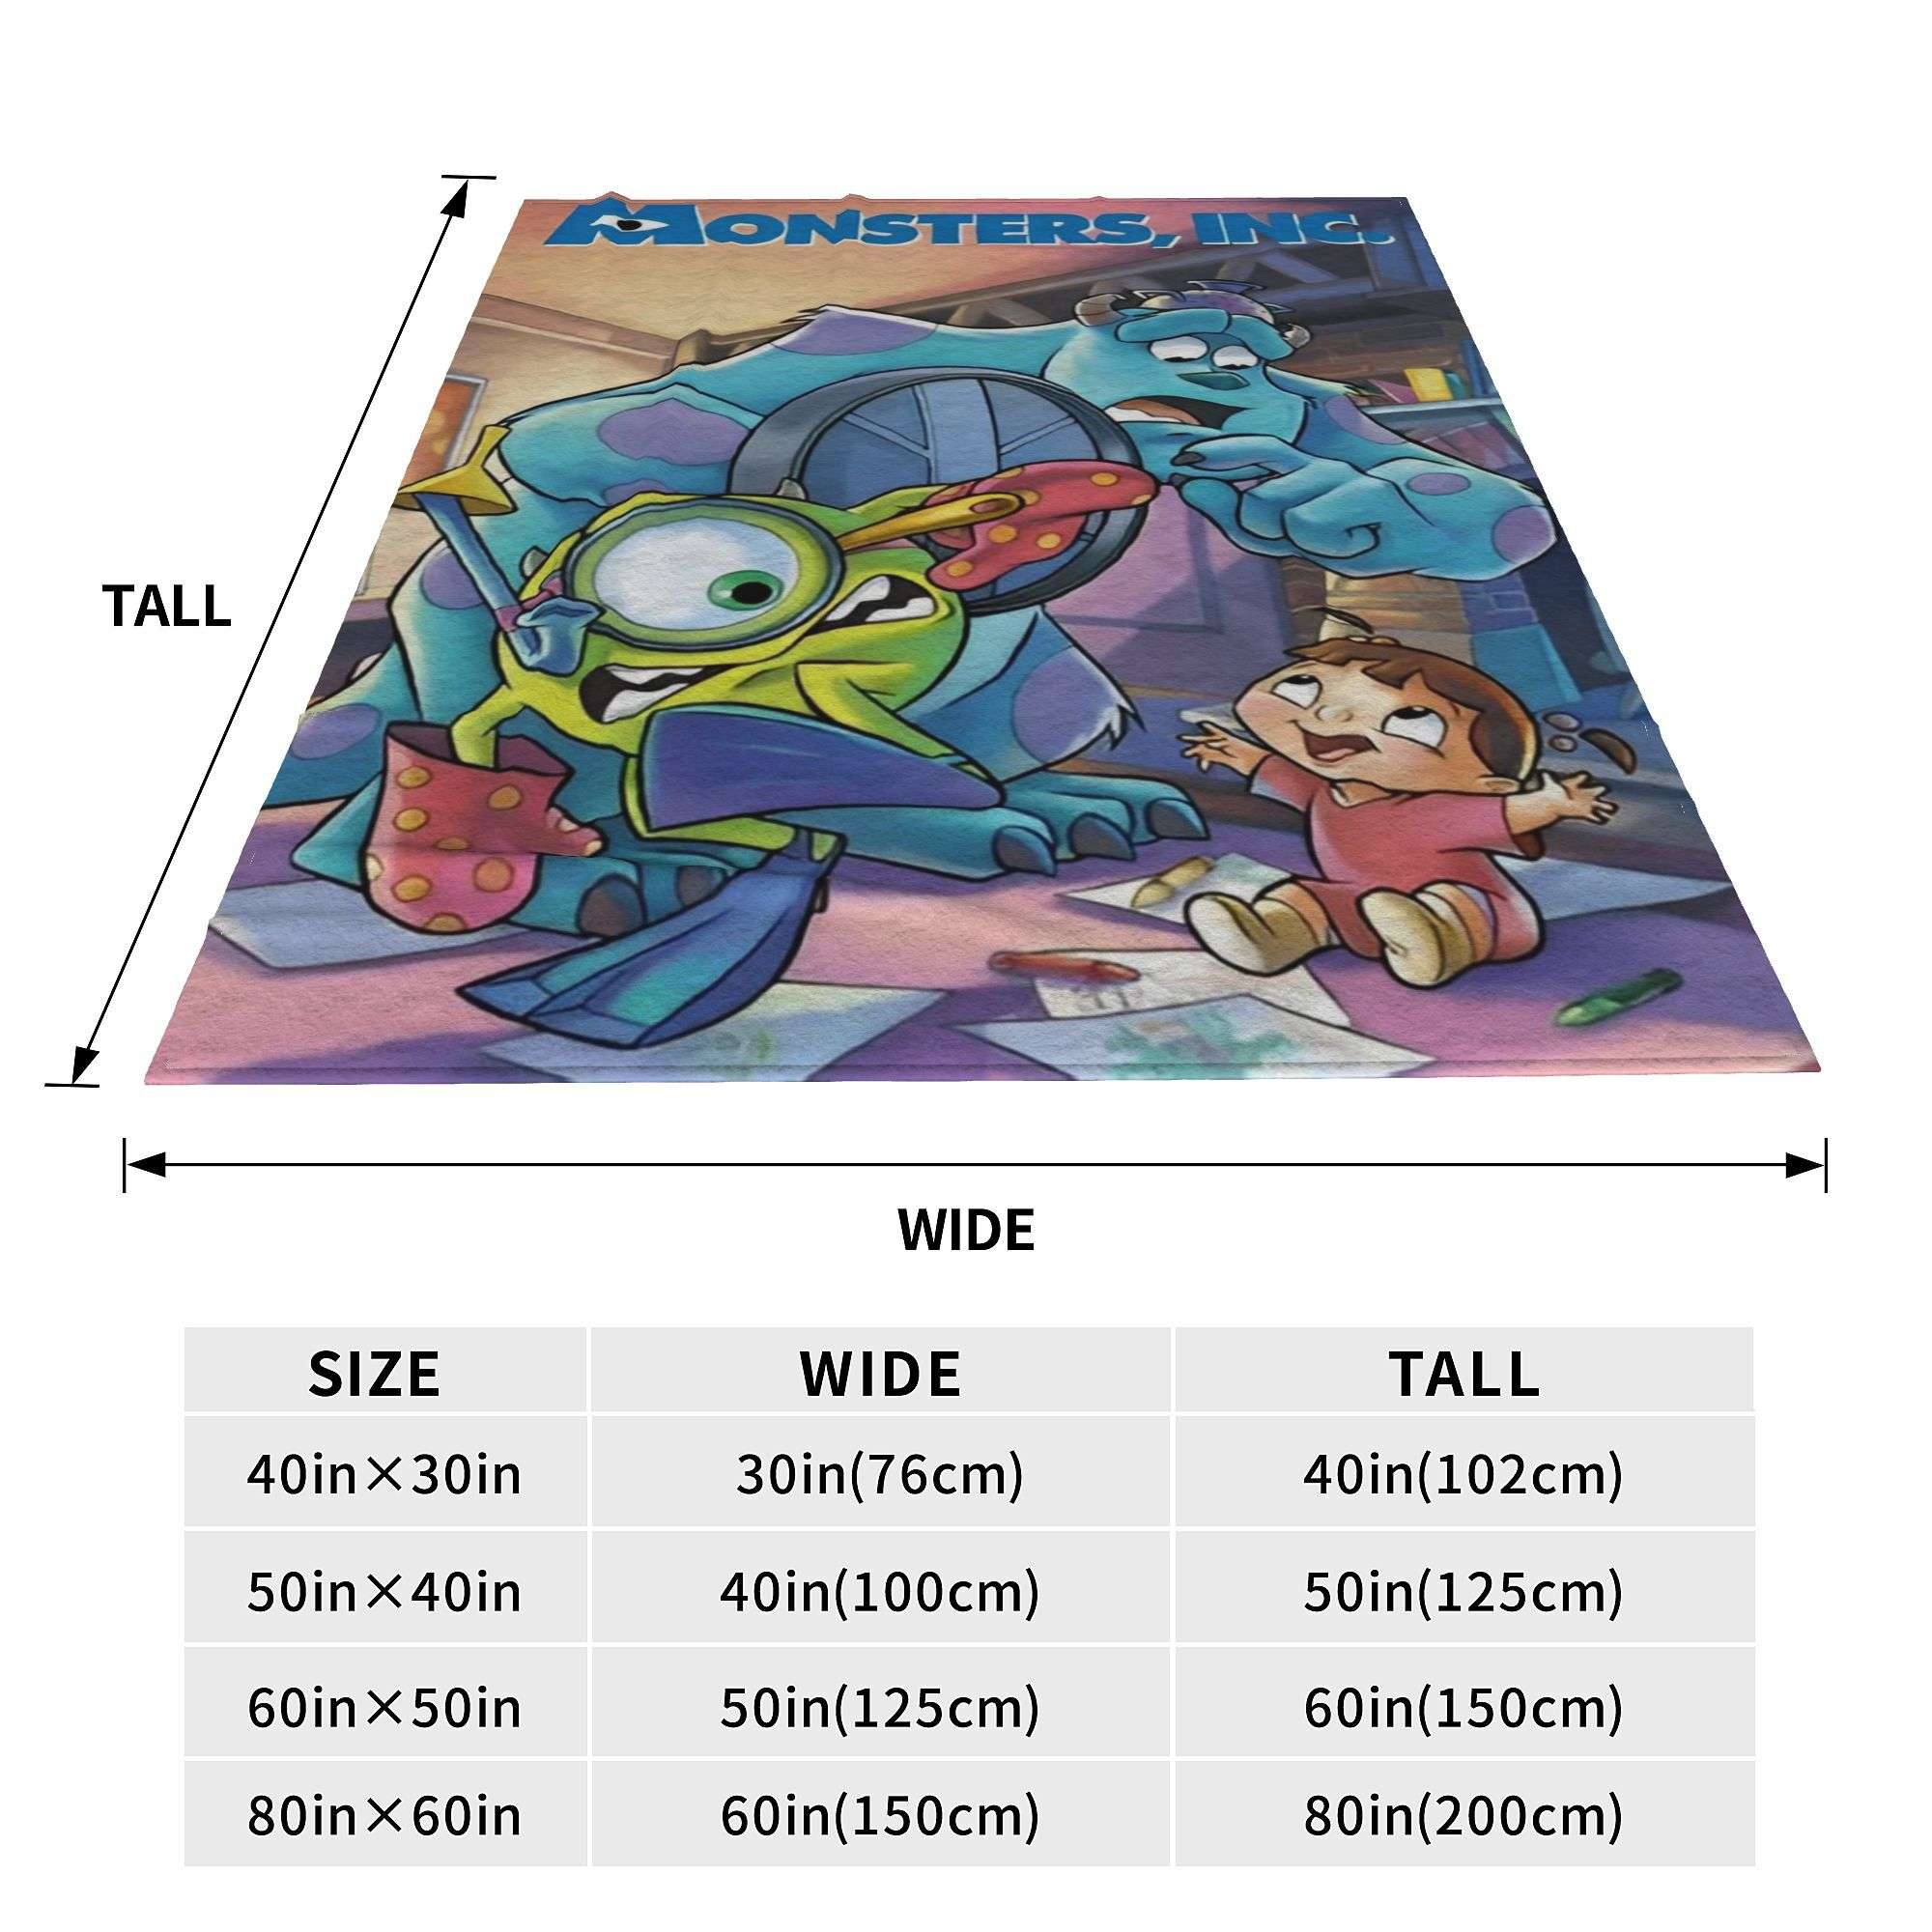 MONSTERS, INC.
TALL
WIDE
SIZE WIDE TALL
40in×30in 30in(76cm) 40in(102cm)
50in×40in 40in(100cm) 50in(125cm)
60in×50in 50in(125cm) 60in(150cm)
80in×60in 60in(150cm) 80in(200cm)